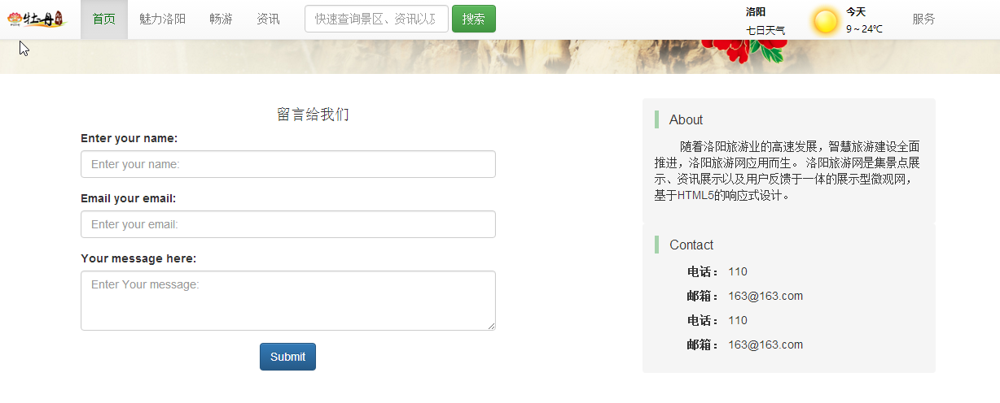 牡丹
首页
魅力洛阳
畅游
资讯
快速查询景区、资讯以及
搜索
洛阳
七日天气
今天
9～24℃
服务
留言给我们
Enter your name:
Enter your name:
Email your email:
Enter your email:
Your message here:
Enter Your message:
Submit
About
随着洛阳旅游业的高速发展，智慧旅游建设全面
推进，洛阳旅游网应用而生。 洛阳旅游网是集景点展
示、资讯展示以及用户反馈于一体的展示型微观网，
基于HTML5的响应式设计。
Contact
电话： 110
邮箱： 163@163.com
电话： 110
邮箱： 163@163.com